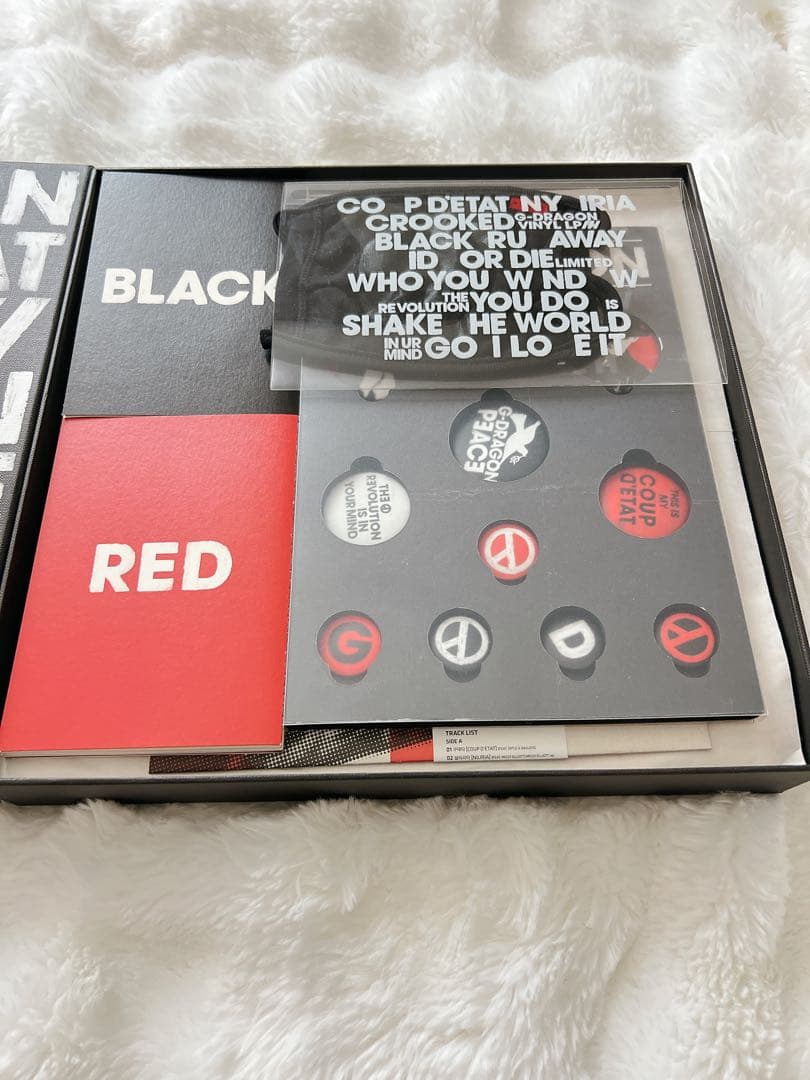 N
AT
Y
BLACK
RED
CO P D'ETAT NY IRIA
CROOKED G-DRAGON VINYL LP/W
BLACK RU AWAY
ID OR DIE LIMITED
WHO YOU W ND W
THE REVOLUTION YOU DO IS
SHAKE HE WORLD
IN UR MIND GO I LO E IT
G-DRAGON
PEACE
THE
REVOLUTION
IS IN
YOUR MIND
THIS IS
MY
COUP
D'ETAT
G
D
TRACK LIST
SIDE A